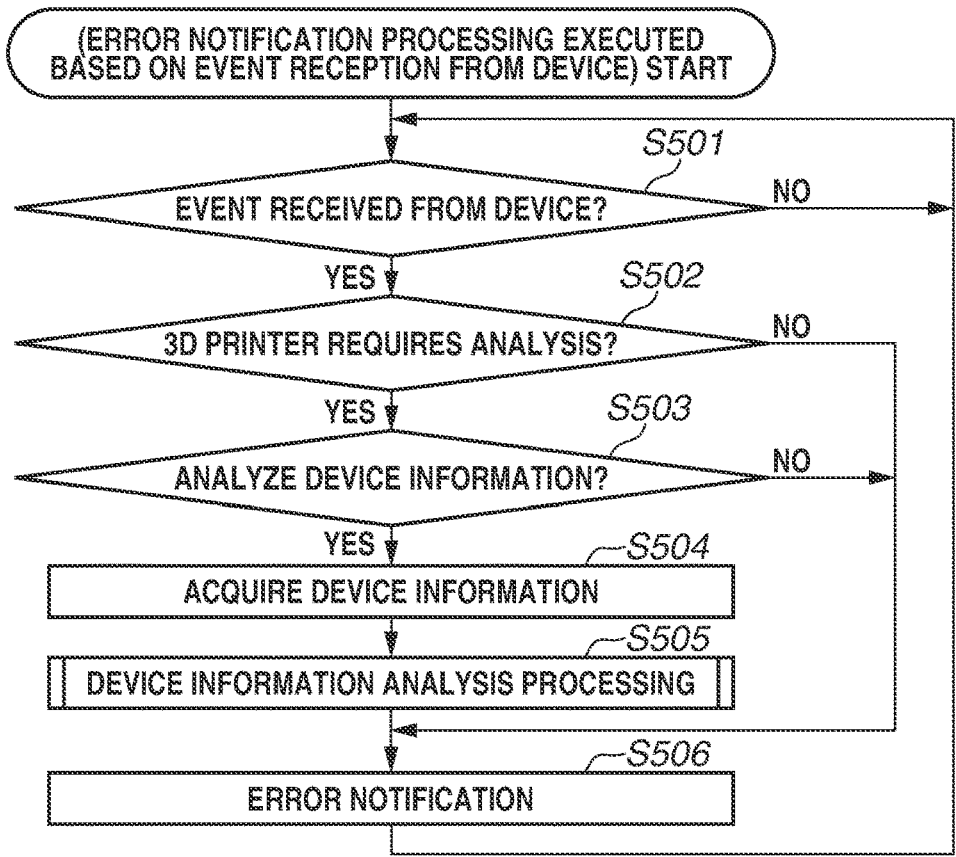 (ERROR NOTIFICATION PROCESSING EXECUTED
BASED ON EVENT RECEPTION FROM DEVICE) START
S501
EVENT RECEIVED FROM DEVICE?
NO
YES
S502
3D PRINTER REQUIRES ANALYSIS?
NO
YES
S503
ANALYZE DEVICE INFORMATION?
NO
YES
S504
ACQUIRE DEVICE INFORMATION
S505
DEVICE INFORMATION ANALYSIS PROCESSING
S506
ERROR NOTIFICATION